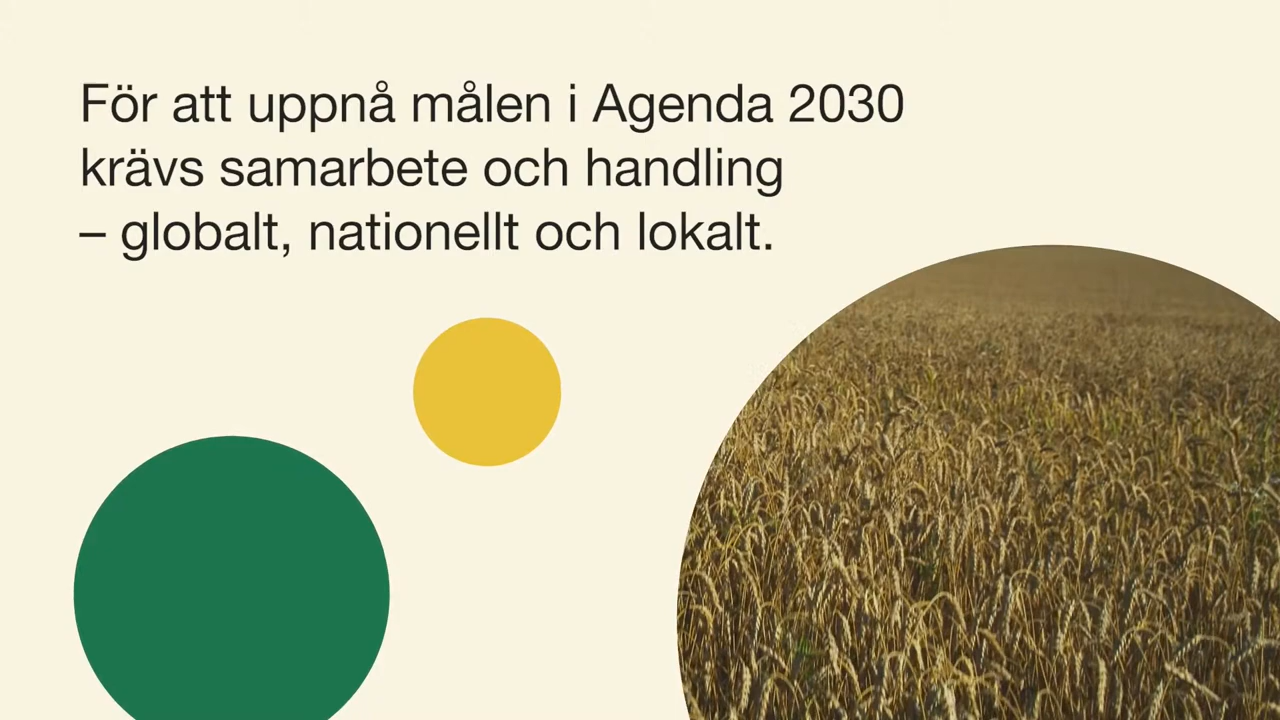 För att uppnå målen i Agenda 2030
krävs samarbete och handling
– globalt, nationellt och lokalt.